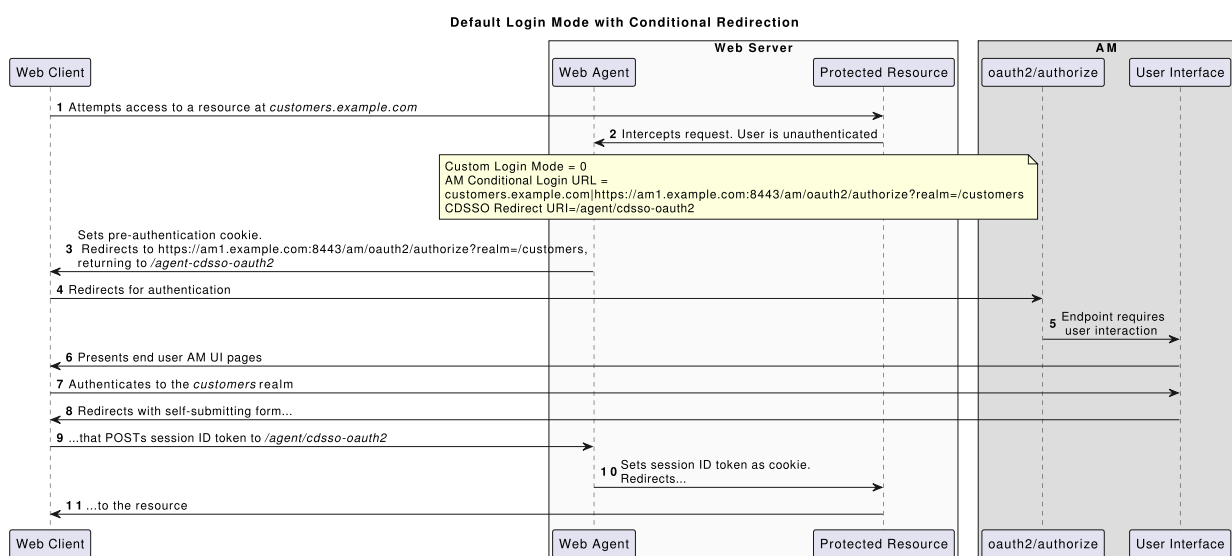 Default Login Mode with Conditional Redirection
Web Server
AM
Web Client
Web Agent
Protected Resource
oauth2/authorize
User Interface
1 Attempts access to a resource at customers.example.com
2 Intercepts request. User is unauthenticated
Custom Login Mode = 0
AM Conditional Login URL =
customers.example.com|https://am1.example.com:8443/am/oauth2/authorize?realm=/customers
CDSSO Redirect URI=/agent/cdsso-oauth2
Sets pre-authentication cookie.
3 Redirects to https://am1.example.com:8443/am/oauth2/authorize?realm=/customers,
returning to /agent-cdsso-oauth2
4 Redirects for authentication
5 Endpoint requires
user interaction
6 Presents end user AM UI pages
7 Authenticates to the customers realm
8 Redirects with self-submitting form...
9 ...that POSTs session ID token to /agent/cdsso-oauth2
10 Sets session ID token as cookie.
Redirects...
11 ...to the resource
Web Client
Web Agent
Protected Resource
oauth2/authorize
User Interface